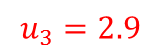 u₃ = 2.9